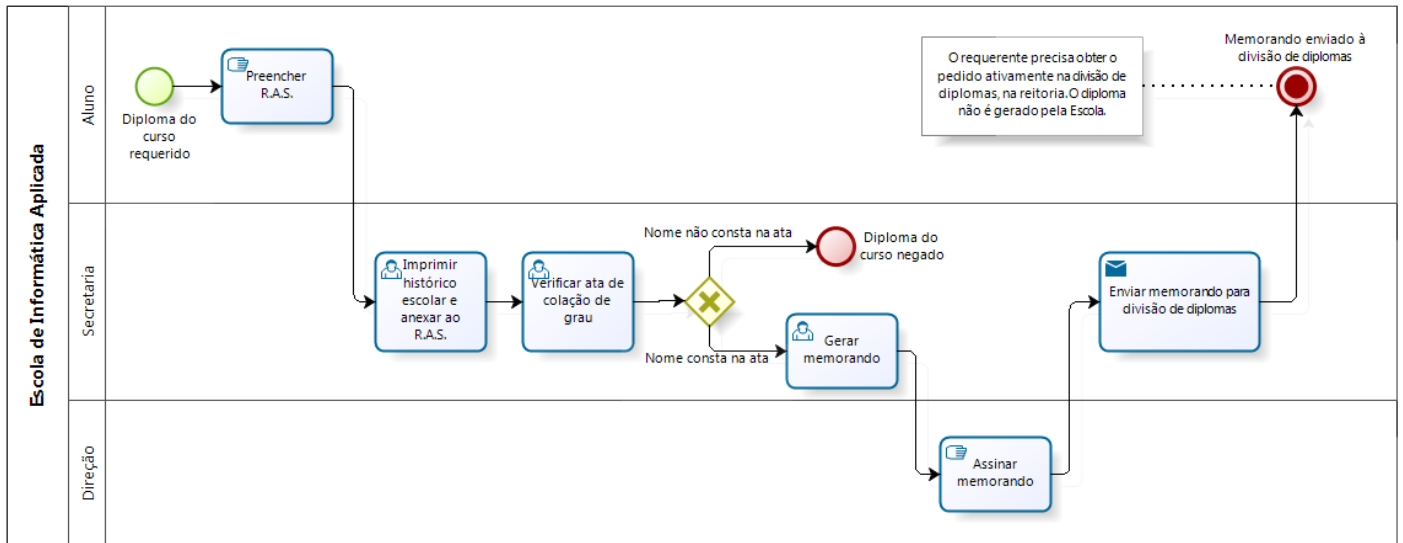 Escola de Informática Aplicada
Aluno
Diploma do
curso
requerido
Preencher
R.A.S.
O requerente precisa obter o
pedido ativamente na divisão de
diplomas, na reitoria. O diploma
não é gerado pela Escola.
Memorando enviado à
divisão de diplomas
Secretaria
Imprimir
histórico
escolar e
anexar ao
R.A.S.
Verificar ata de
colação de
grau
Nome não consta na ata
Diploma do
curso negado
Nome consta na ata
Gerar
memorando
Enviar memorando para
divisão de diplomas
Direção
Assinar
memorando